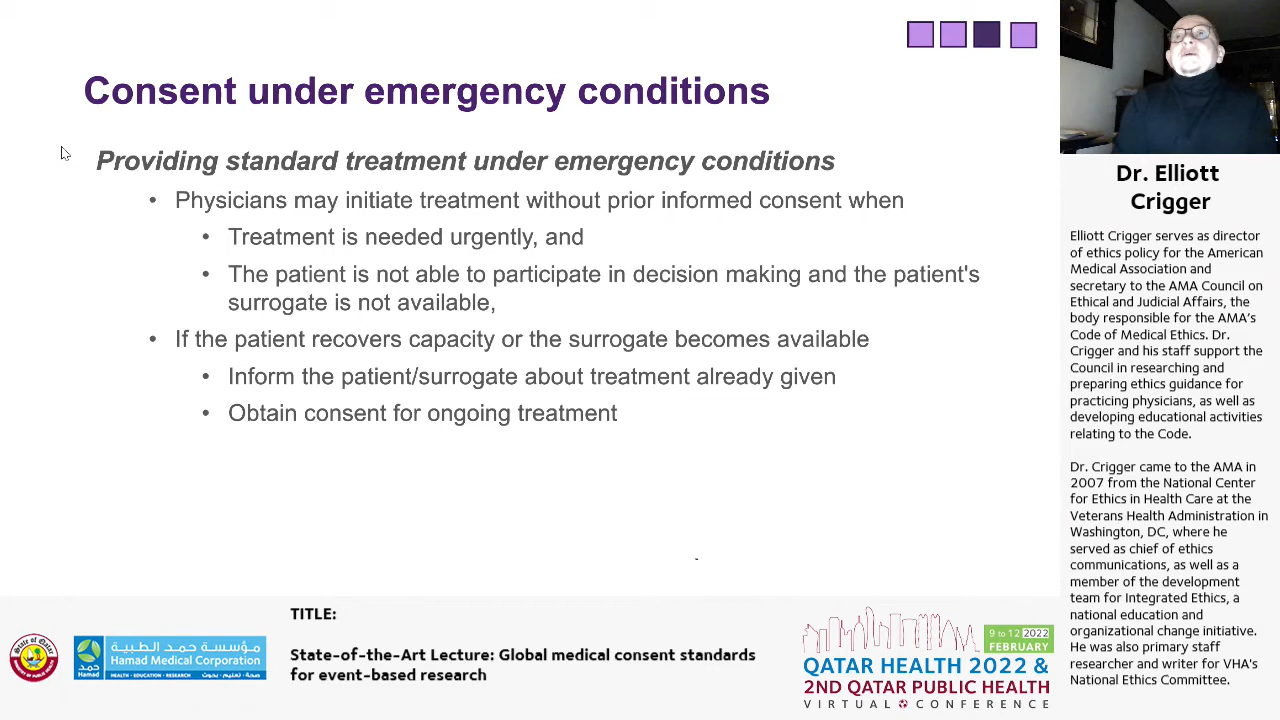 Consent under emergency conditions
Providing standard treatment under emergency conditions
• Physicians may initiate treatment without prior informed consent when
• Treatment is needed urgently, and
• The patient is not able to participate in decision making and the patient's
surrogate is not available,
• If the patient recovers capacity or the surrogate becomes available
• Inform the patient/surrogate about treatment already given
• Obtain consent for ongoing treatment
Dr. Elliott
Crigger
Elliott Crigger serves as director
of ethics policy for the American
Medical Association and
secretary to the AMA Council on
Ethical and Judicial Affairs, the
body responsible for the AMA's
Code of Medical Ethics. Dr.
Crigger and his staff support the
Council in researching and
preparing ethics guidance for
practicing physicians, as well as
developing educational activities
relating to the Code.
Dr. Crigger came to the AMA in
2007 from the National Center
for Ethics in Health Care at the
Veterans Health Administration in
Washington, DC, where he
served as chief of ethics
communications, as well as a
member of the development
team for Integrated Ethics, a
national education and
organizational change initiative.
He was also primary staff
researcher and writer for VHA's
National Ethics Committee.
State of Qatar
حمد
Hamad
مؤسسة حمد الطبية
Hamad Medical Corporation
HEALTH • EDUCATION • RESEARCH صحة • تعليم • بحوث
TITLE:
State-of-the-Art Lecture: Global medical consent standards
for event-based research
9 to 12 2022
FEBRUARY
QATAR HEALTH 2022 &
2ND QATAR PUBLIC HEALTH
VIRTUAL CONFERENCE